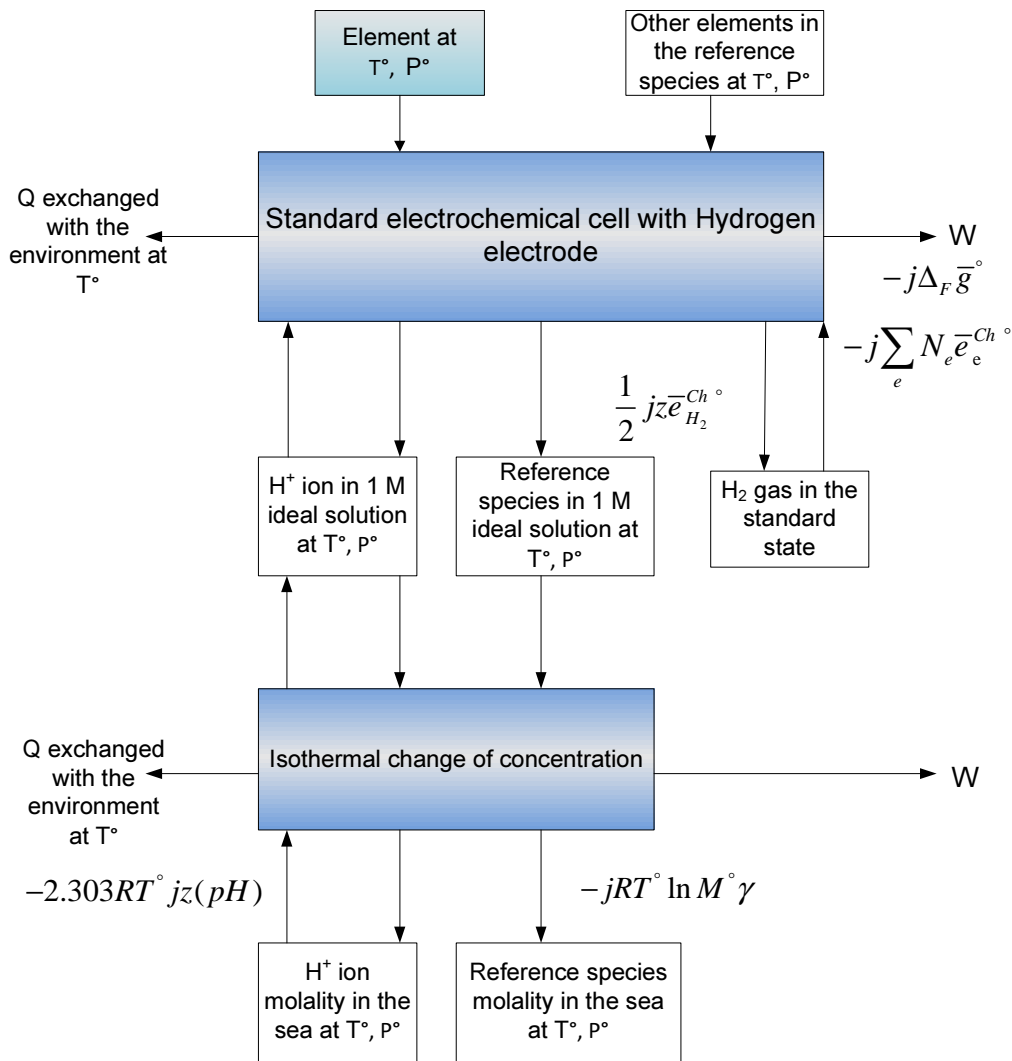 Element at
T°, P°
Other elements in
the reference
species at T°, P°
Q exchanged
with the
environment at
T°
Standard electrochemical cell with Hydrogen
electrode
W
−jΔ_F g̅°
−j∑_e N_e e̅_e^{Ch °}
1/2 jz e̅_{H₂}^{Ch °}
H⁺ ion in 1 M
ideal solution
at T°, P°
Reference
species in 1 M
ideal solution at
T°, P°
H₂ gas in the
standard
state
Q exchanged
with the
environment
at T°
Isothermal change of concentration
W
−2.303RT° jz(pH)
−jRT° ln M° γ
H⁺ ion
molality in the
sea at T°, P°
Reference species
molality in the sea
at T°, P°